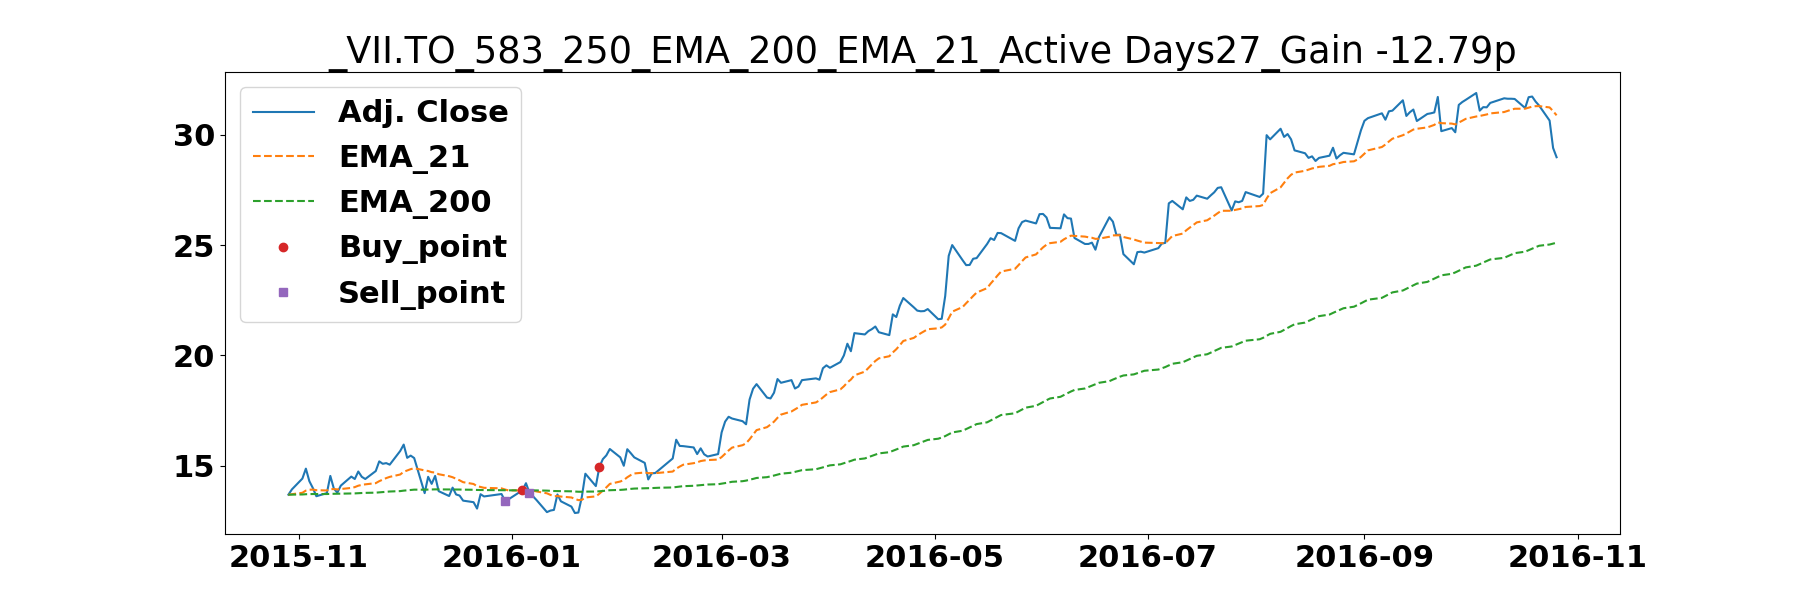 _VII.TO_583_250_EMA_200_EMA_21_Active Days27_Gain -12.79p
Adj. Close
EMA_21
EMA_200
Buy_point
Sell_point
30
25
20
15
2015-11 2016-01 2016-03 2016-05 2016-07 2016-09 2016-11